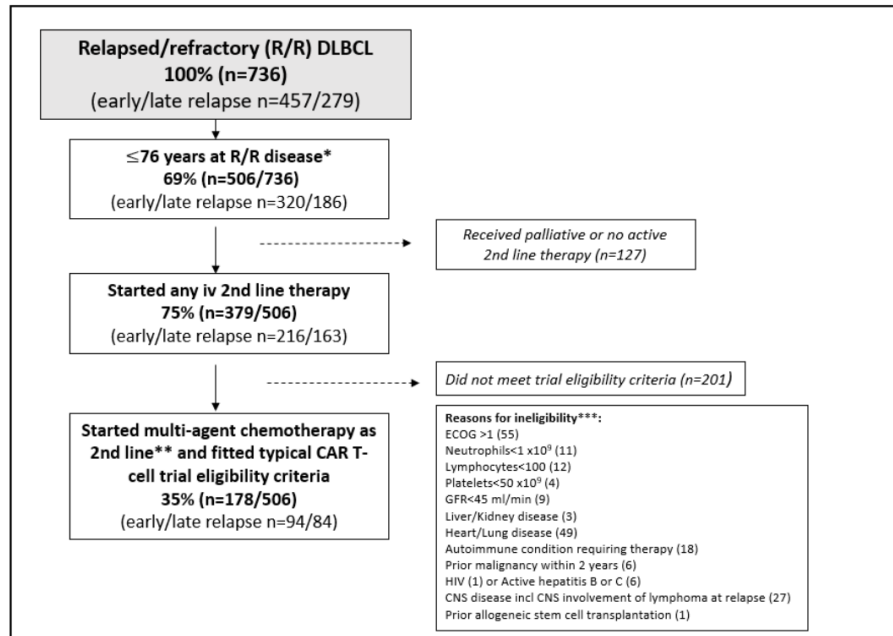 Relapsed/refractory (R/R) DLBCL
100% (n=736)
(early/late relapse n=457/279)
≤76 years at R/R disease*
69% (n=506/736)
(early/late relapse n=320/186)
Received palliative or no active
2nd line therapy (n=127)
Started any iv 2nd line therapy
75% (n=379/506)
(early/late relapse n=216/163)
Did not meet trial eligibility criteria (n=201)
Started multi-agent chemotherapy as
2nd line** and fitted typical CAR T-
cell trial eligibility criteria
35% (n=178/506)
(early/late relapse n=94/84)
Reasons for ineligibility***:
ECOG >1 (55)
Neutrophils<1 x10⁹ (11)
Lymphocytes<100 (12)
Platelets<50 x10⁹ (4)
GFR<45 ml/min (9)
Liver/Kidney disease (3)
Heart/Lung disease (49)
Autoimmune condition requiring therapy (18)
Prior malignancy within 2 years (6)
HIV (1) or Active hepatitis B or C (6)
CNS disease incl CNS involvement of lymphoma at relapse (27)
Prior allogeneic stem cell transplantation (1)